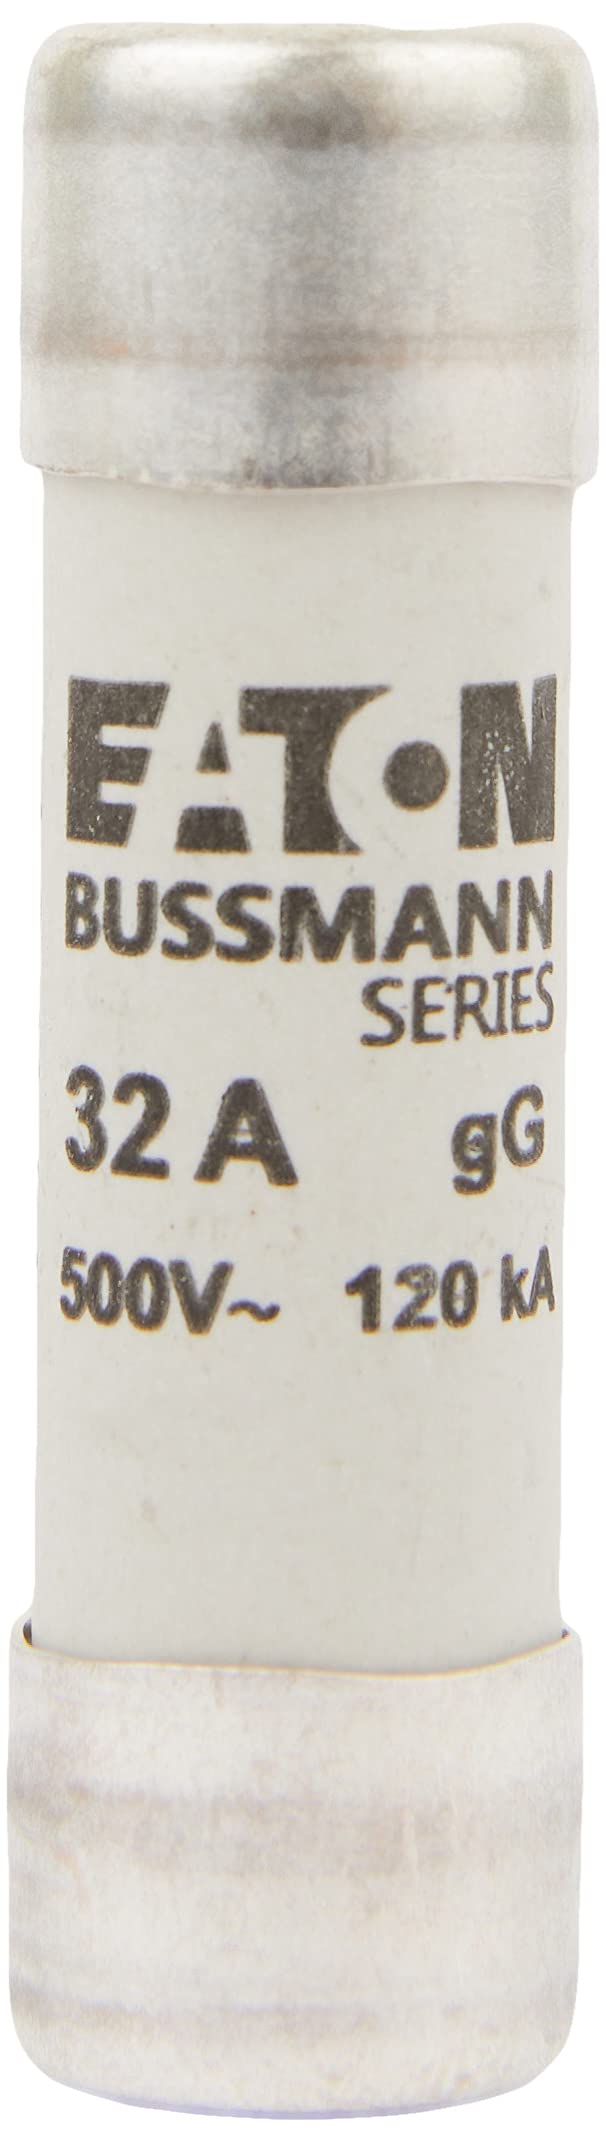 EATON
BUSSMANN
SERIES
32 A gG
500V~ 120 kA